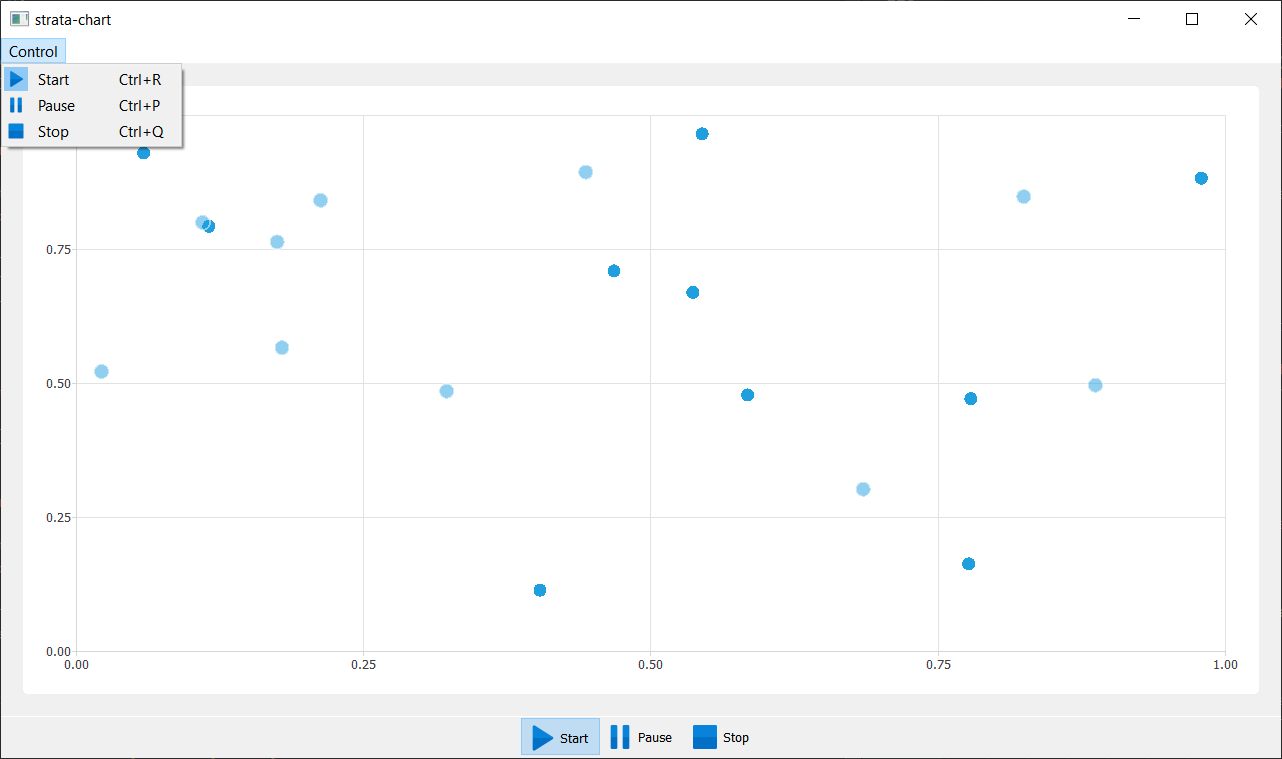 strata-chart
Control
Start Ctrl+R
Pause Ctrl+P
Stop Ctrl+Q
0.75
0.50
0.25
0.00
0.00 0.25 0.50 0.75 1.00
Start Pause Stop